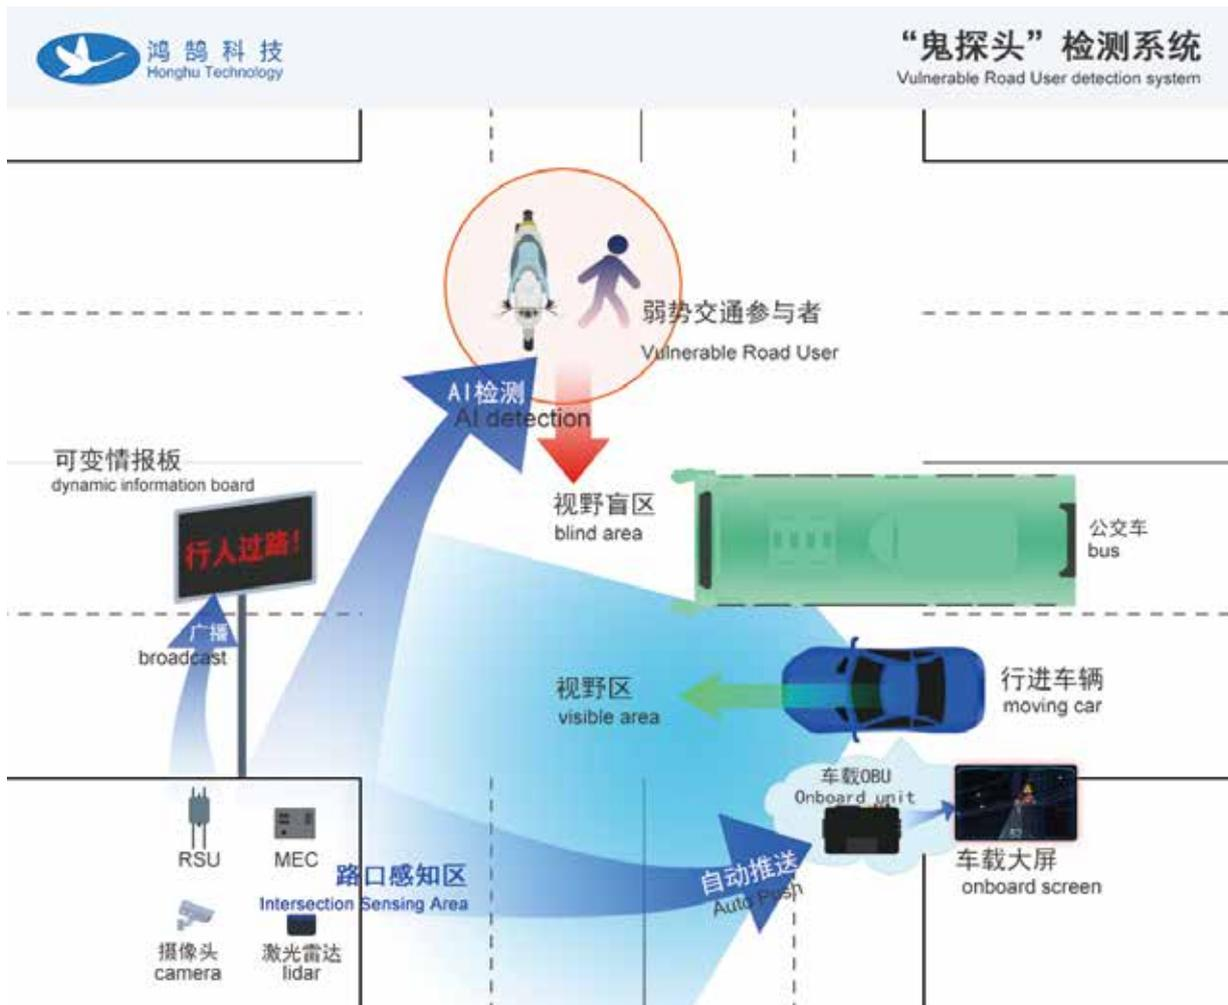 鸿鹄科技
Honghu Technology
“鬼探头”检测系统
Vulnerable Road User detection system
弱势交通参与者
Vulnerable Road User
AI检测
AI detection
可变情报板
dynamic information board
行人过路!
视野盲区
blind area
公交车
bus
广播
broadcast
视野区
visible area
行进车辆
moving car
车载OBU
Onboard unit
RSU
MEC
车载大屏
onboard screen
路口感知区
Intersection Sensing Area
自动推送
Auto Push
摄像头
camera
激光雷达
lidar